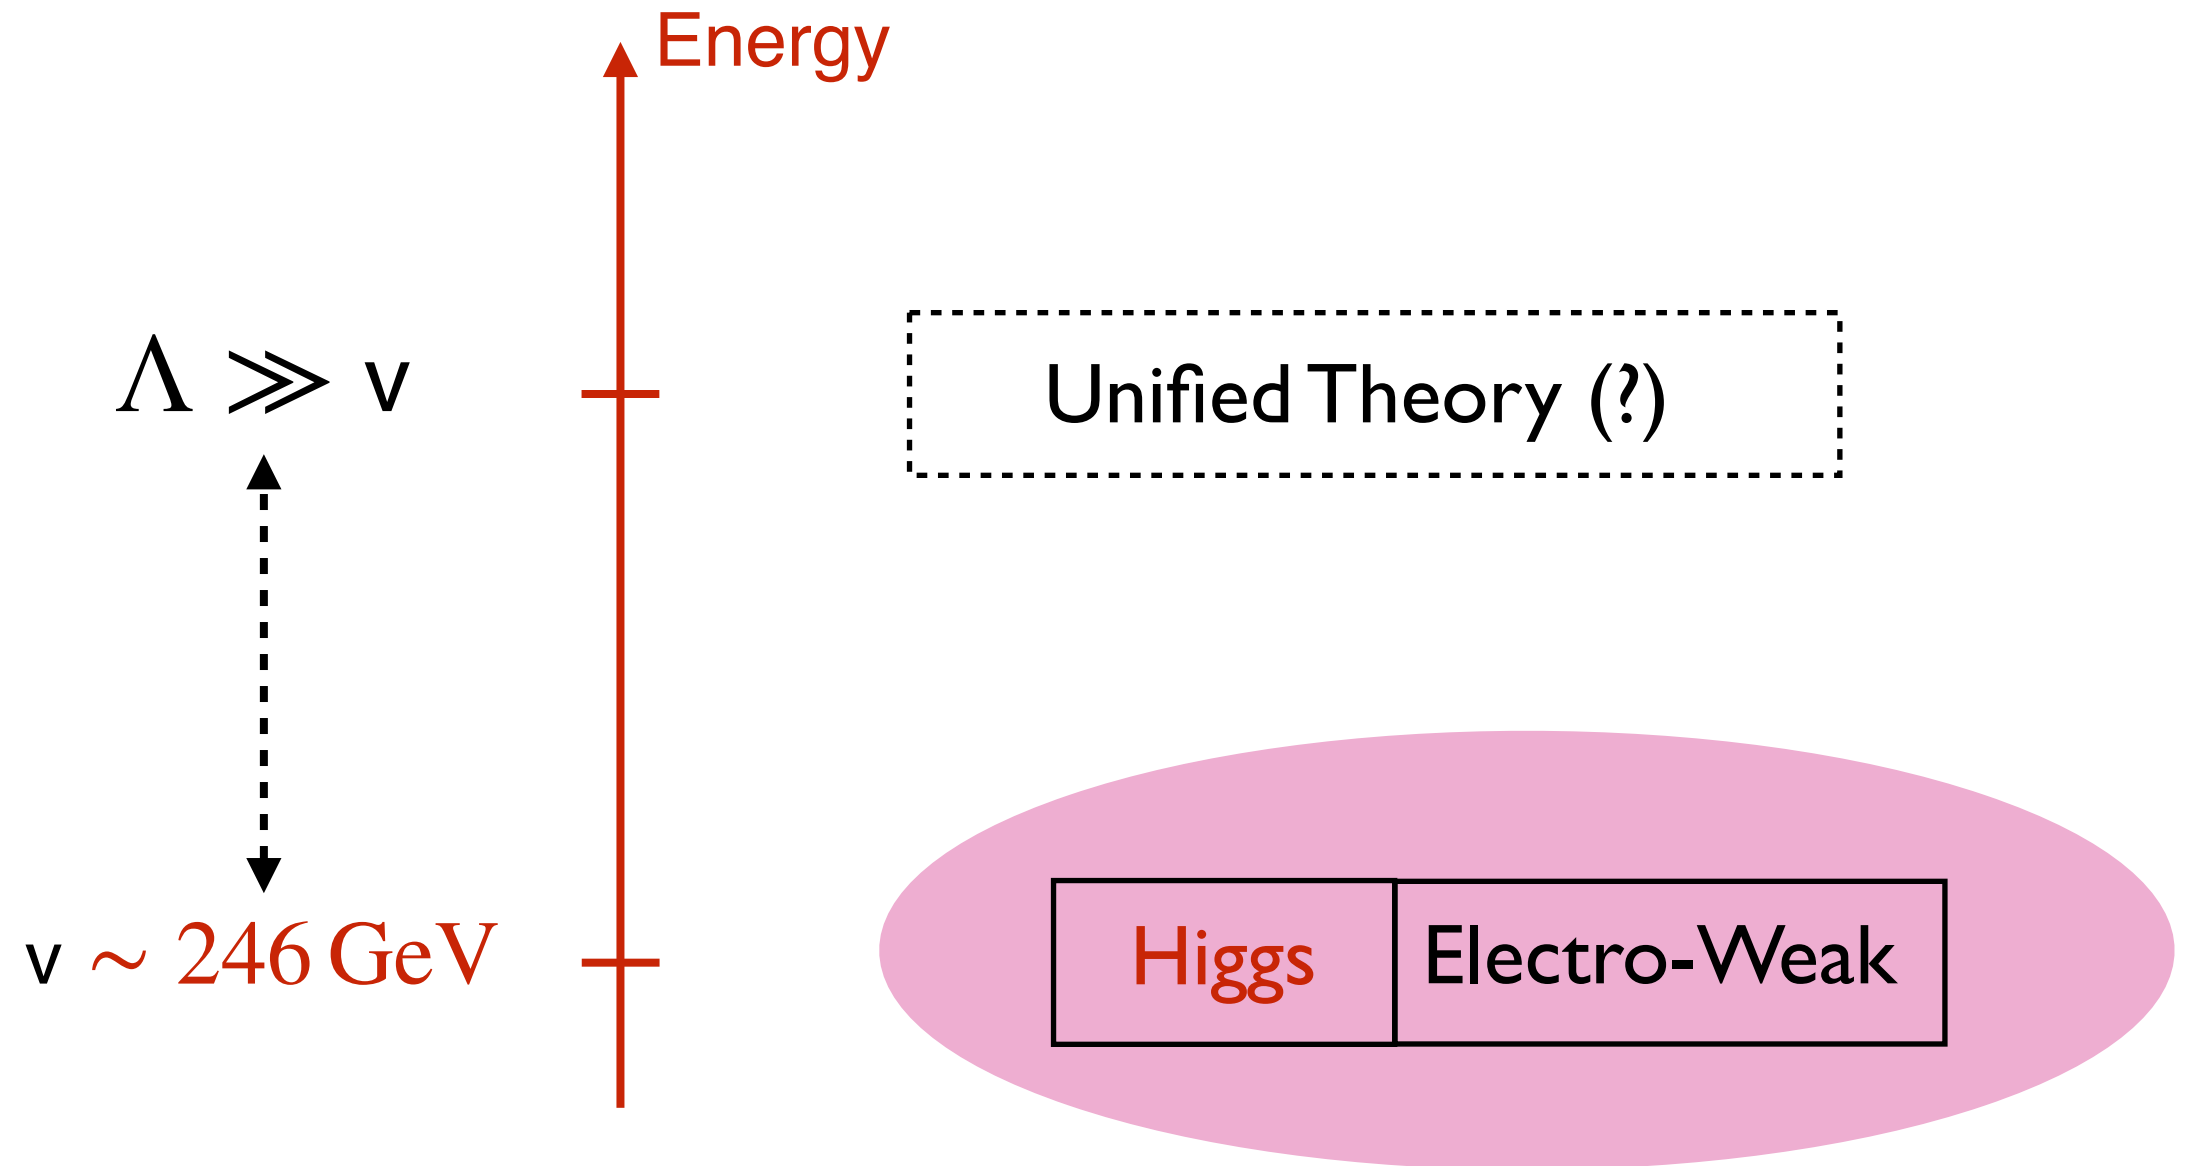 Energy
Λ ≫ v
Unified Theory (?)
v ~ 246 GeV
Higgs
Electro-Weak